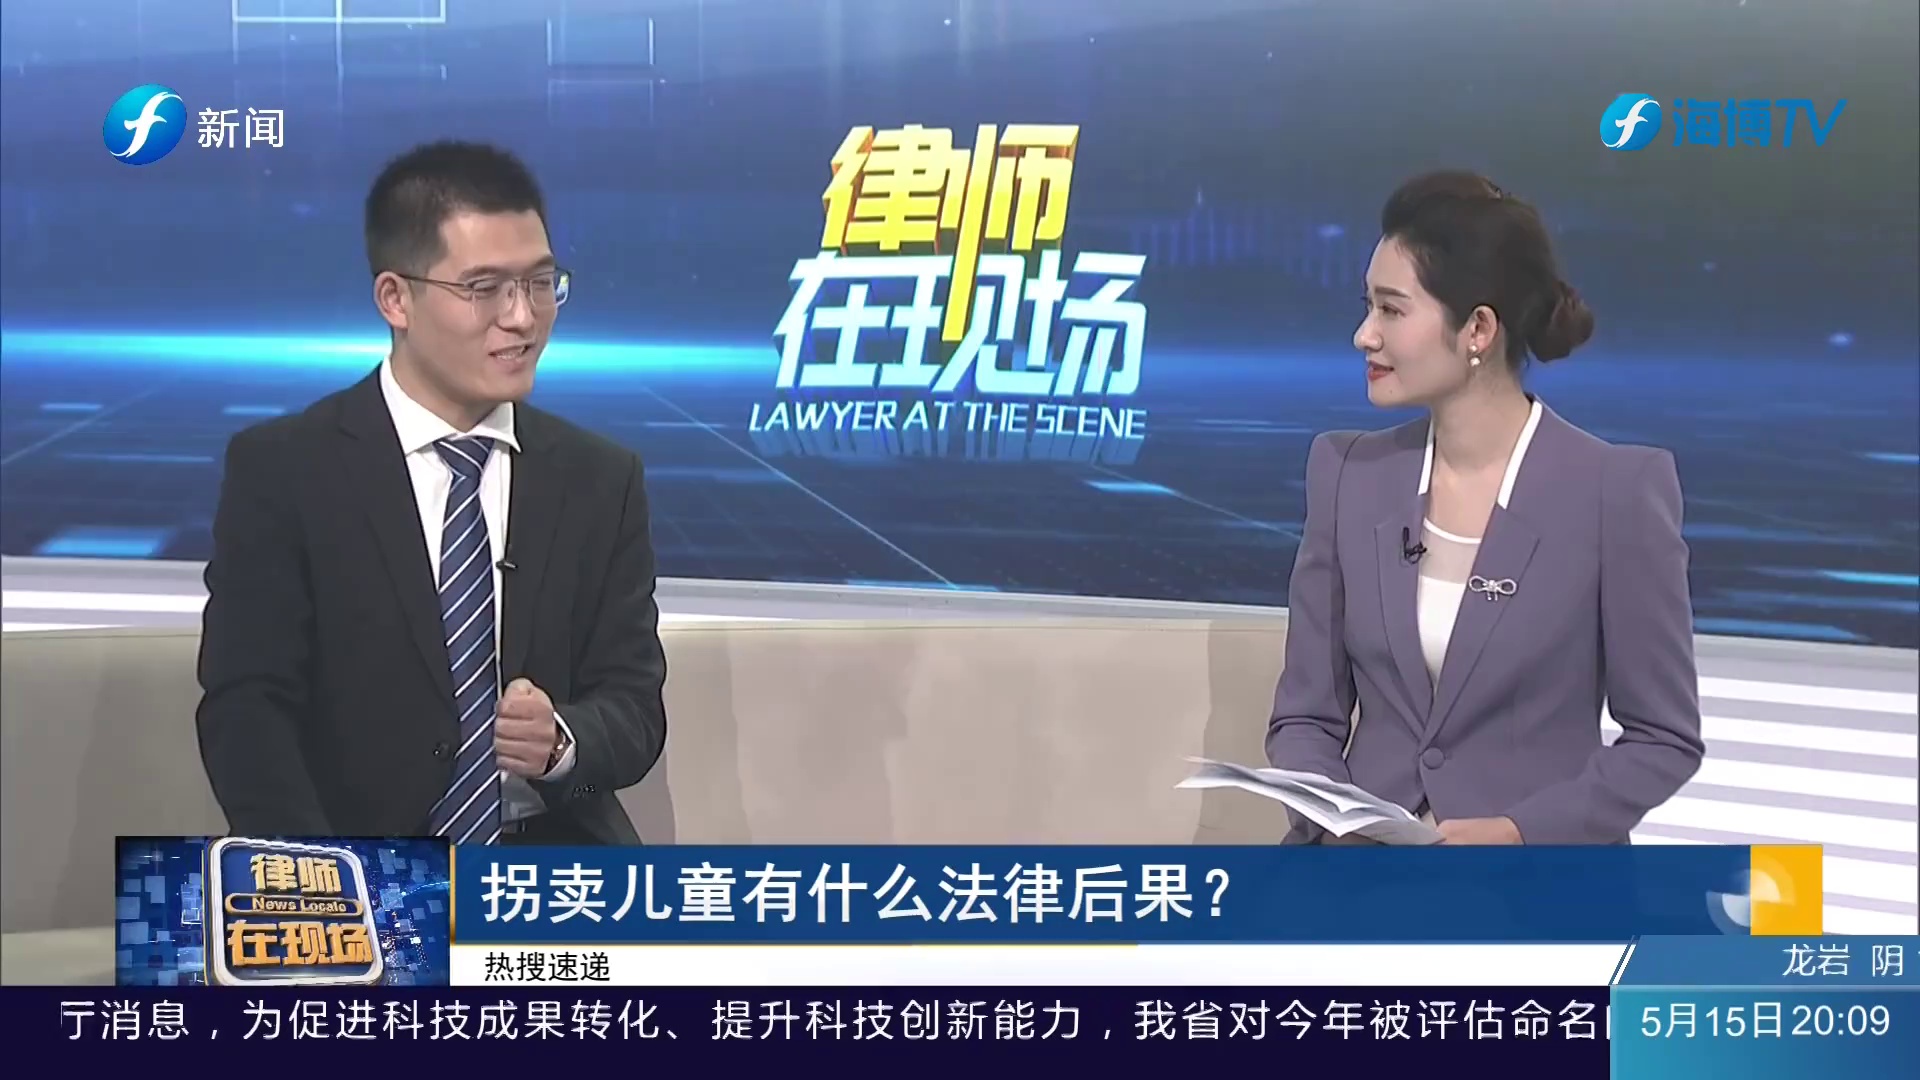 新闻
海博TV
律师
在现场
LAWYER AT THE SCENE
律师
News Locale
在现场
拐卖儿童有什么法律后果？
热搜速递
龙岩 阴
厅消息，为促进科技成果转化、提升科技创新能力，我省对今年被评估命名
5月15日20:09